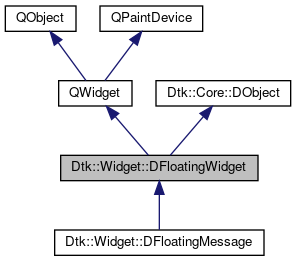 QObject
QPaintDevice
QWidget
Dtk::Core::DObject
Dtk::Widget::DFloatingWidget
Dtk::Widget::DFloatingMessage